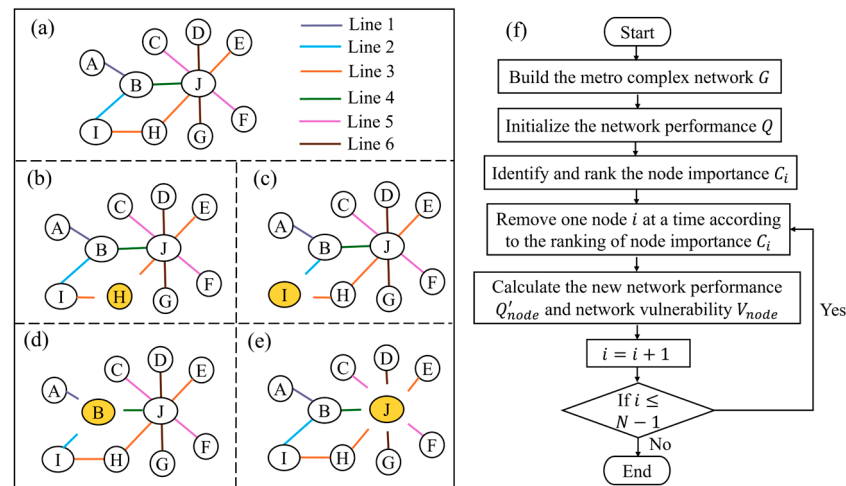 (a)
A
B
C
D
E
J
I
H
G
F
Line 1
Line 2
Line 3
Line 4
Line 5
Line 6
(b)
A
B
C
D
E
J
I
H
G
F
(c)
A
B
C
D
E
J
I
H
G
F
(d)
A
B
C
D
E
J
I
H
G
F
(e)
A
B
C
D
E
J
I
H
G
F
(f)
Start
Build the metro complex network G
Initialize the network performance Q
Identify and rank the node importance C_i
Remove one node i at a time according
to the ranking of node importance C_i
Calculate the new network performance
Q′_node and network vulnerability V_node
Yes
i = i + 1
If i ≤
N − 1
No
End